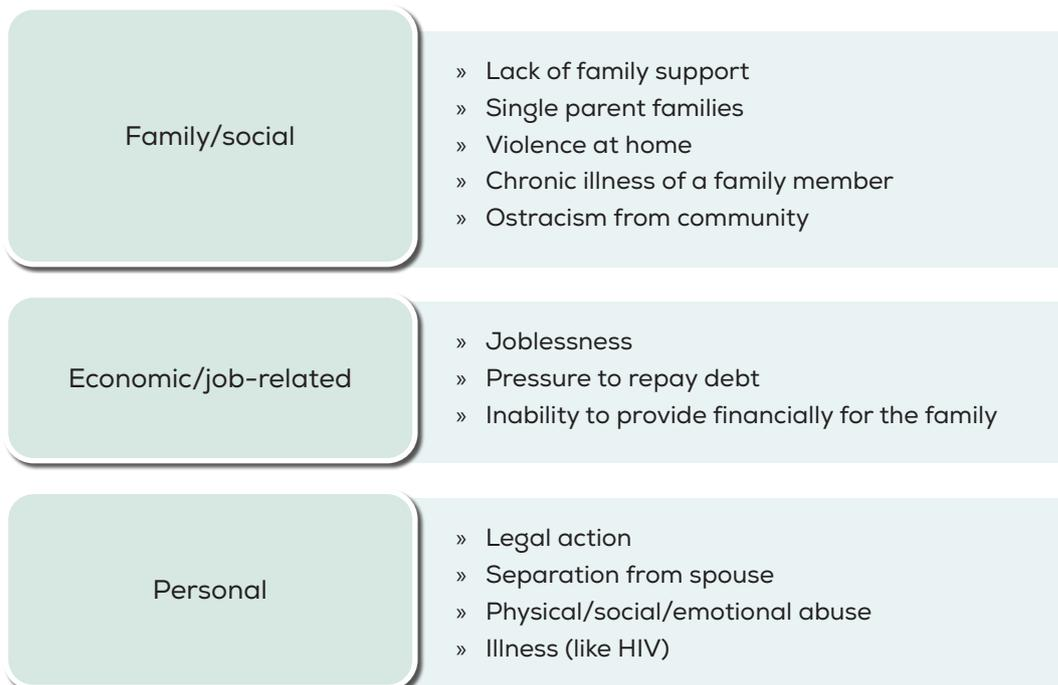 Family/social
» Lack of family support
» Single parent families
» Violence at home
» Chronic illness of a family member
» Ostracism from community
Economic/job-related
» Joblessness
» Pressure to repay debt
» Inability to provide financially for the family
Personal
» Legal action
» Separation from spouse
» Physical/social/emotional abuse
» Illness (like HIV)